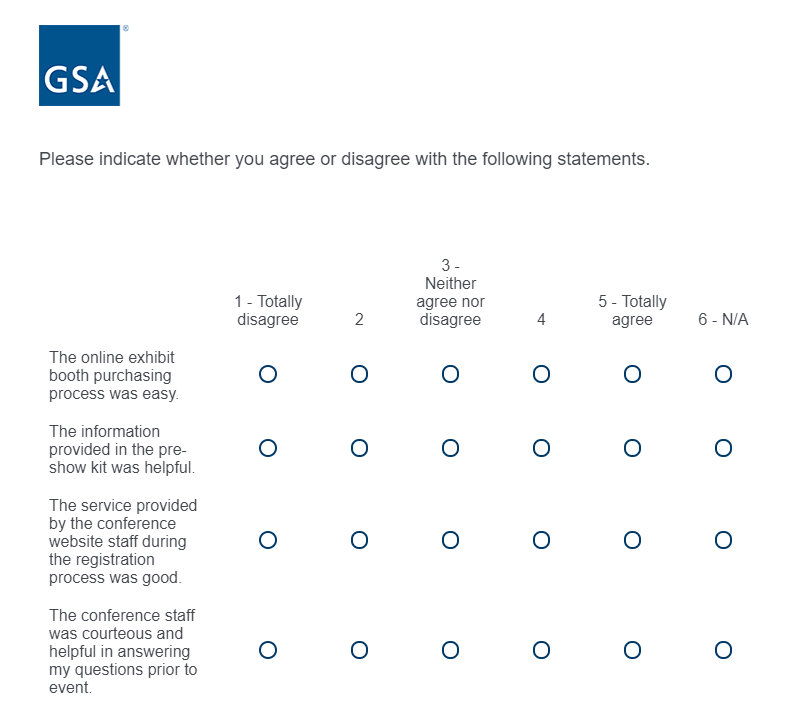 GSA®
Please indicate whether you agree or disagree with the following statements.
1 - Totally
disagree
2
3 -
Neither
agree nor
disagree
4
5 - Totally
agree
6 - N/A
The online exhibit
booth purchasing
process was easy.
The information
provided in the pre-
show kit was helpful.
The service provided
by the conference
website staff during
the registration
process was good.
The conference staff
was courteous and
helpful in answering
my questions prior to
event.